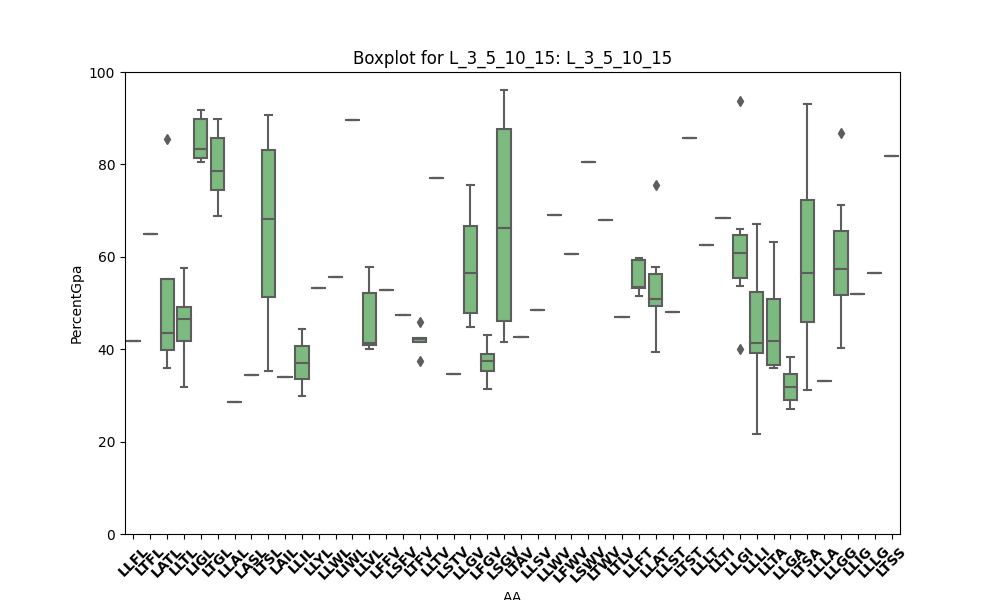 Boxplot for L_3_5_10_15: L_3_5_10_15
PercentGpa
100
80
60
40
20
0
LLFL LTFL LATL LLTL LIGL LTGL LLAL LASL LTSL LAIL LLIL LLYL LLWL LIWL LLVL LFFV LSFV LTFV LLTV LSTV LLGV LFGV LSGV LTAV LLSV LLWV LFWV LSWV LTWV LTLV LLFT LLAT LLST LTST LLLT LLTI LLGI LLLI LLTA LLGA LTSA LLLA LLGG LLIG LLLG LTSS
AA